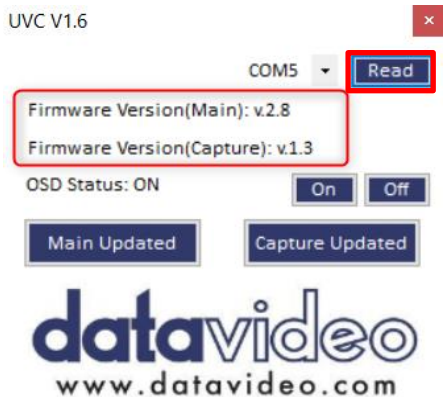 UVC V1.6
COM5 Read
Firmware Version(Main): v.2.8
Firmware Version(Capture): v.1.3
OSD Status: ON On Off
Main Updated Capture Updated
datavideo
www.datavideo.com